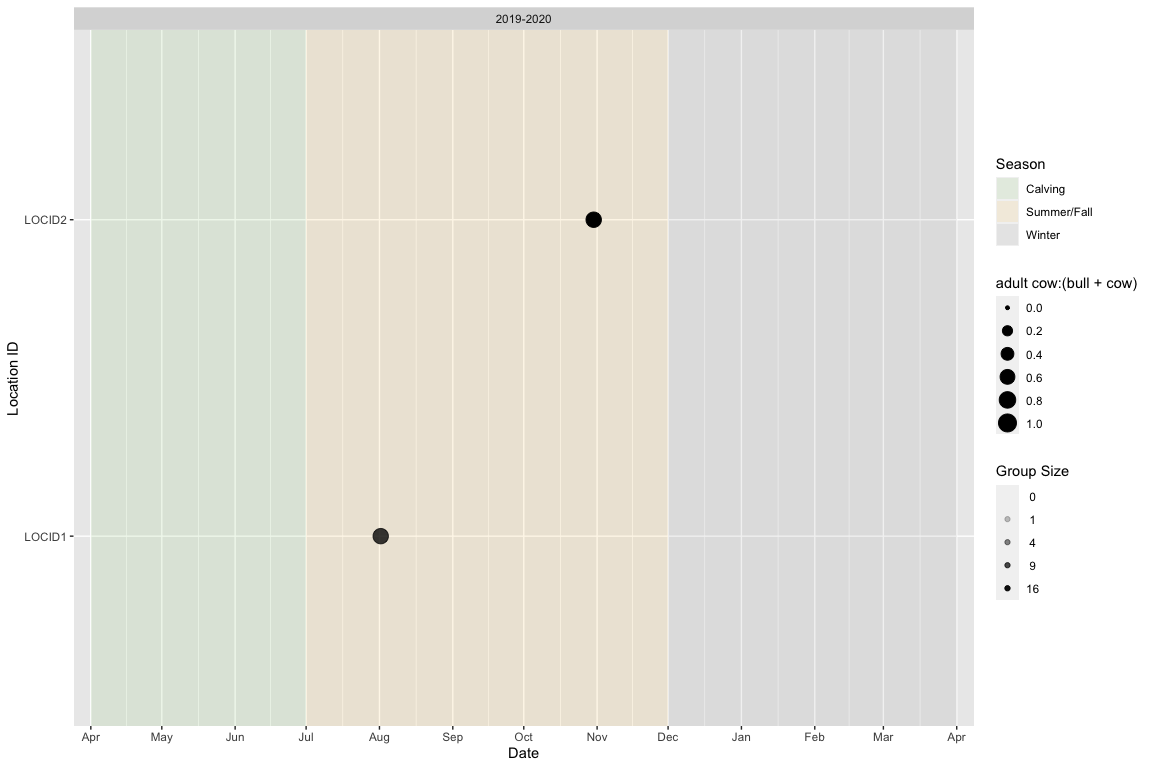 2019-2020
LOCID2
LOCID1
Location ID
Apr May Jun Jul Aug Sep Oct Nov Dec Jan Feb Mar Apr
Date
Season
Calving
Summer/Fall
Winter
adult cow:(bull + cow)
0.0
0.2
0.4
0.6
0.8
1.0
Group Size
0
1
4
9
16